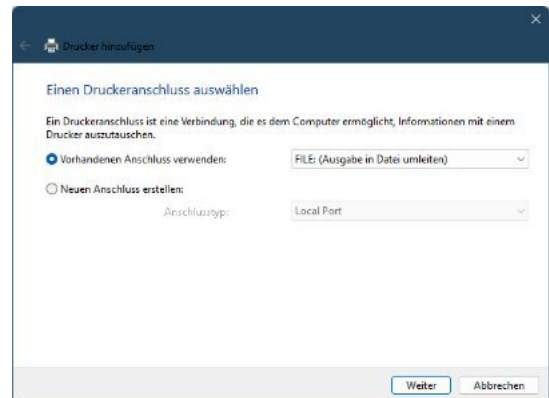 Drucker hinzufügen
Einen Druckeranschluss auswählen
Ein Druckeranschluss ist eine Verbindung, die es dem Computer ermöglicht, Informationen mit einem
Drucker auszutauschen.
Vorhandenen Anschluss verwenden: FILE: (Ausgabe in Datei umleiten)
Neuen Anschluss erstellen:
Anschlusstyp: Local Port
Weiter Abbrechen